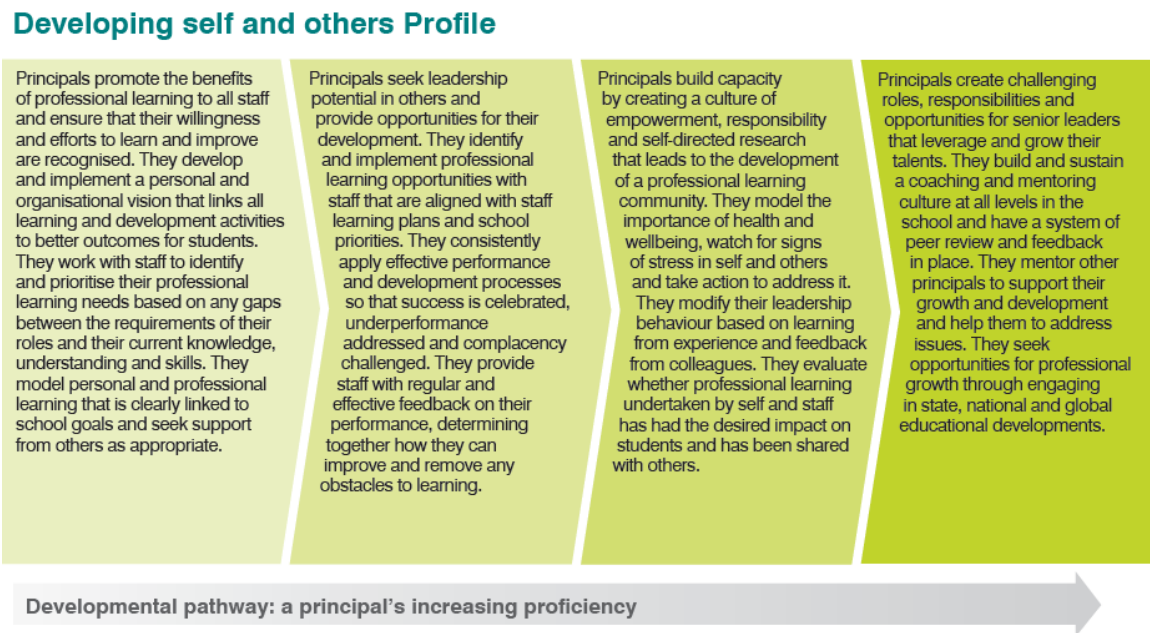 Developing self and others Profile
Principals promote the benefits
of professional learning to all staff
and ensure that their willingness
and efforts to learn and improve
are recognised. They develop
and implement a personal and
organisational vision that links all
learning and development activities
to better outcomes for students.
They work with staff to identify
and prioritise their professional
learning needs based on any gaps
between the requirements of their
roles and their current knowledge,
understanding and skills. They
model personal and professional
learning that is clearly linked to
school goals and seek support
from others as appropriate.
Principals seek leadership
potential in others and
provide opportunities for their
development. They identify
and implement professional
learning opportunities with
staff that are aligned with staff
learning plans and school
priorities. They consistently
apply effective performance
and development processes
so that success is celebrated,
underperformance
addressed and complacency
challenged. They provide
staff with regular and
effective feedback on their
performance, determining
together how they can
improve and remove any
obstacles to learning.
Principals build capacity
by creating a culture of
empowerment, responsibility
and self-directed research
that leads to the development
of a professional learning
community. They model the
importance of health and
wellbeing, watch for signs
of stress in self and others
and take action to address it.
They modify their leadership
behaviour based on learning
from experience and feedback
from colleagues. They evaluate
whether professional learning
undertaken by self and staff
has had the desired impact on
students and has been shared
with others.
Principals create challenging
roles, responsibilities and
opportunities for senior leaders
that leverage and grow their
talents. They build and sustain
a coaching and mentoring
culture at all levels in the
school and have a system of
peer review and feedback
in place. They mentor other
principals to support their
growth and development
and help them to address
issues. They seek
opportunities for professional
growth through engaging
in state, national and global
educational developments.
Developmental pathway: a principal's increasing proficiency